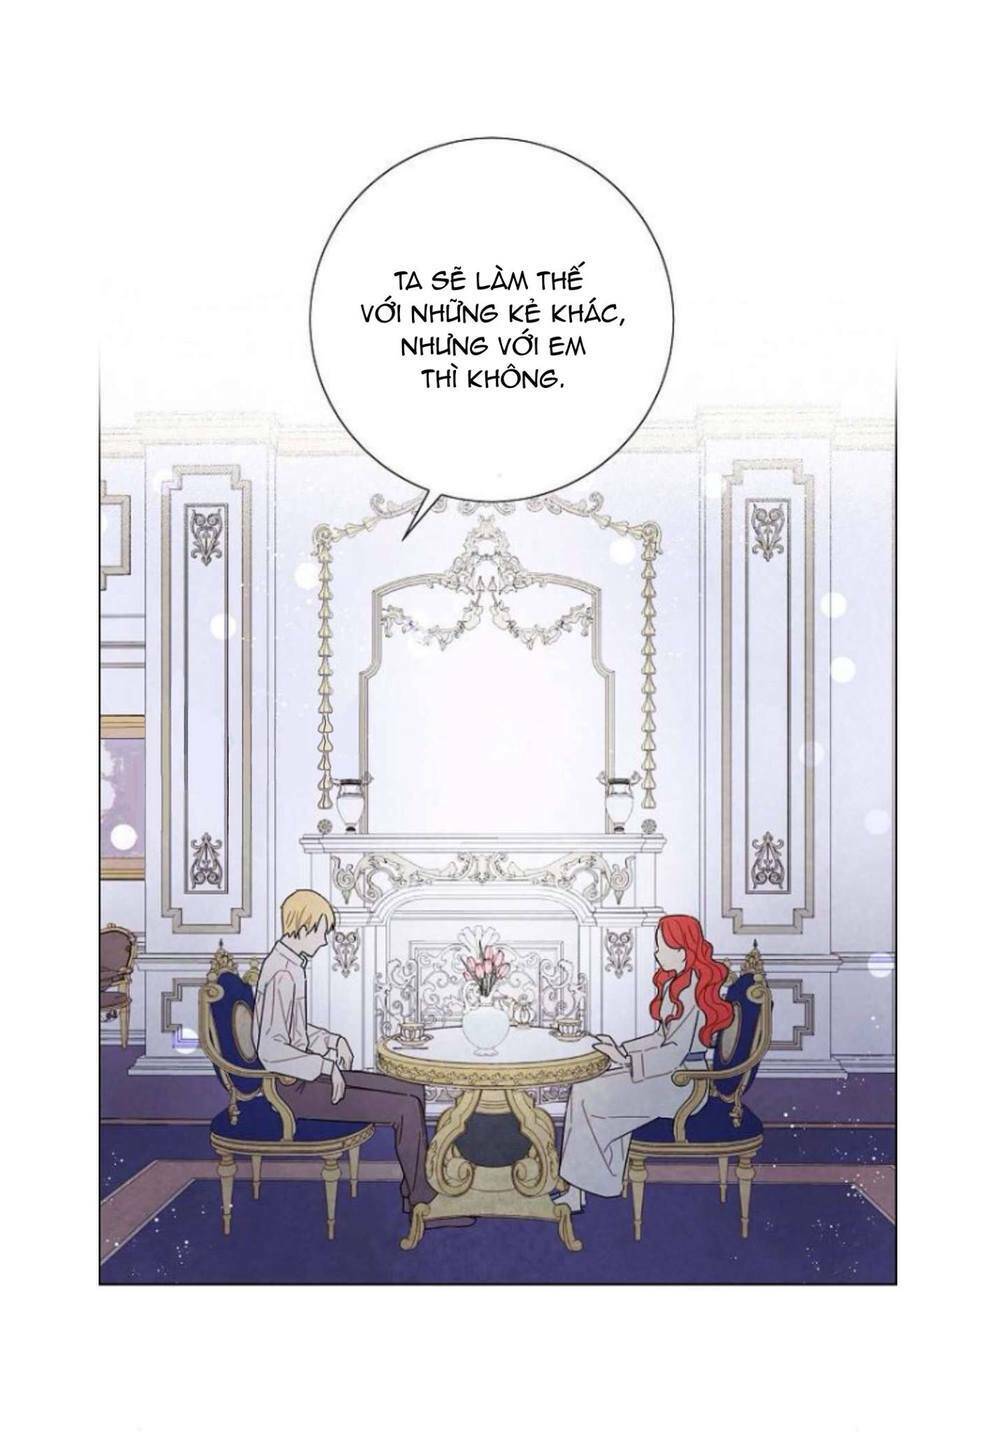 TA SẼ LÀM THẾ
VỚI NHỮNG KẺ KHÁC,
NHƯNG VỚI EM
THÌ KHÔNG.